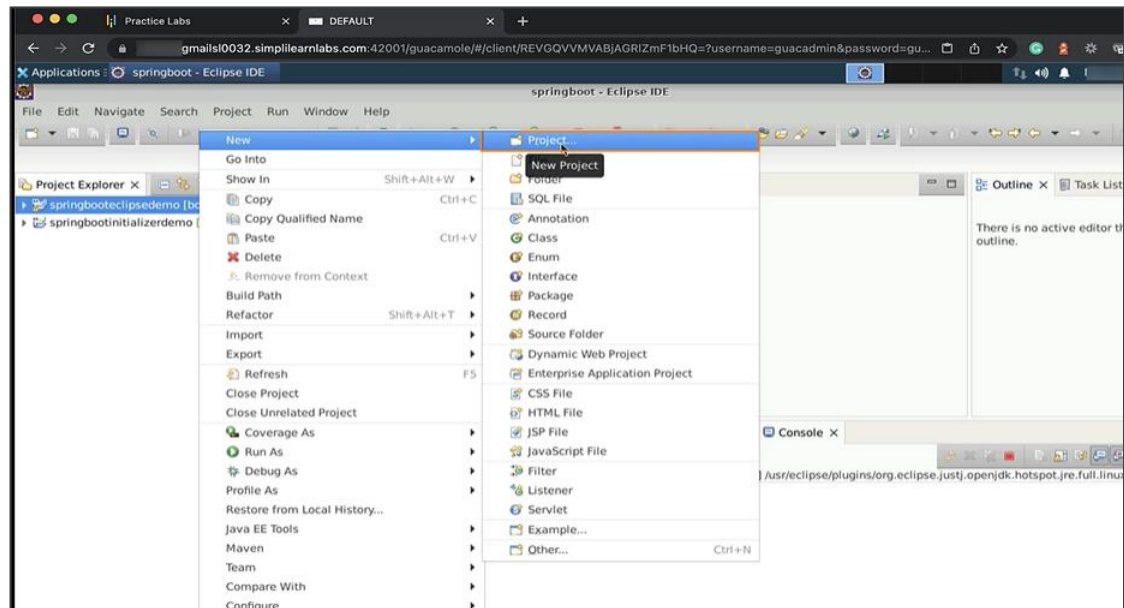 Practice Labs
DEFAULT
gmailsl0032.simplilearnlabs.com:42001/guacamole/#/client/REVGQVVMVABjAGRlZmF1bHQ=?username=guacadmin&password=gu...
Applications
springboot - Eclipse IDE
springboot - Eclipse IDE
File Edit Navigate Search Project Run Window Help
Project Explorer
springbooteclipsedemo [bo
springbootinitializerdemo [
New
Go Into
Show In Shift+Alt+W
Copy Ctrl+C
Copy Qualified Name
Paste Ctrl+V
Delete
Remove from Context
Build Path
Refactor Shift+Alt+T
Import
Export
Refresh F5
Close Project
Close Unrelated Project
Coverage As
Run As
Debug As
Profile As
Restore from Local History...
Java EE Tools
Maven
Team
Compare With
Configure
Project...
New Project
Folder
SQL File
Annotation
Class
Enum
Interface
Package
Record
Source Folder
Dynamic Web Project
Enterprise Application Project
CSS File
HTML File
JSP File
JavaScript File
Filter
Listener
Servlet
Example...
Other... Ctrl+N
Outline
Task List
There is no active editor th
outline.
Console
] /usr/eclipse/plugins/org.eclipse.justj.openjdk.hotspot.jre.full.linux